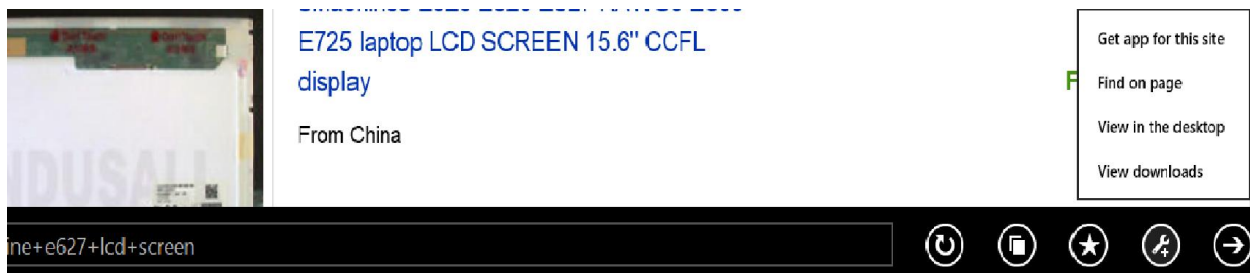 E725 laptop LCD SCREEN 15.6" CCFL
display
From China
Get app for this site
Find on page
View in the desktop
View downloads
NDUSALL
ine+e627+lcd+screen